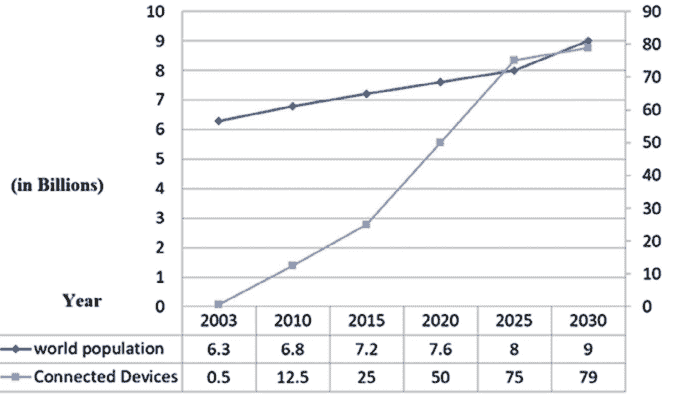 10 90
9 80
8 70
7 60
6 50
5 40
(in Billions) 4 30
3 20
2 10
1
Year 0 0
2003 2010 2015 2020 2025 2030
world population 6.3 6.8 7.2 7.6 8 9
Connected Devices 0.5 12.5 25 50 75 79